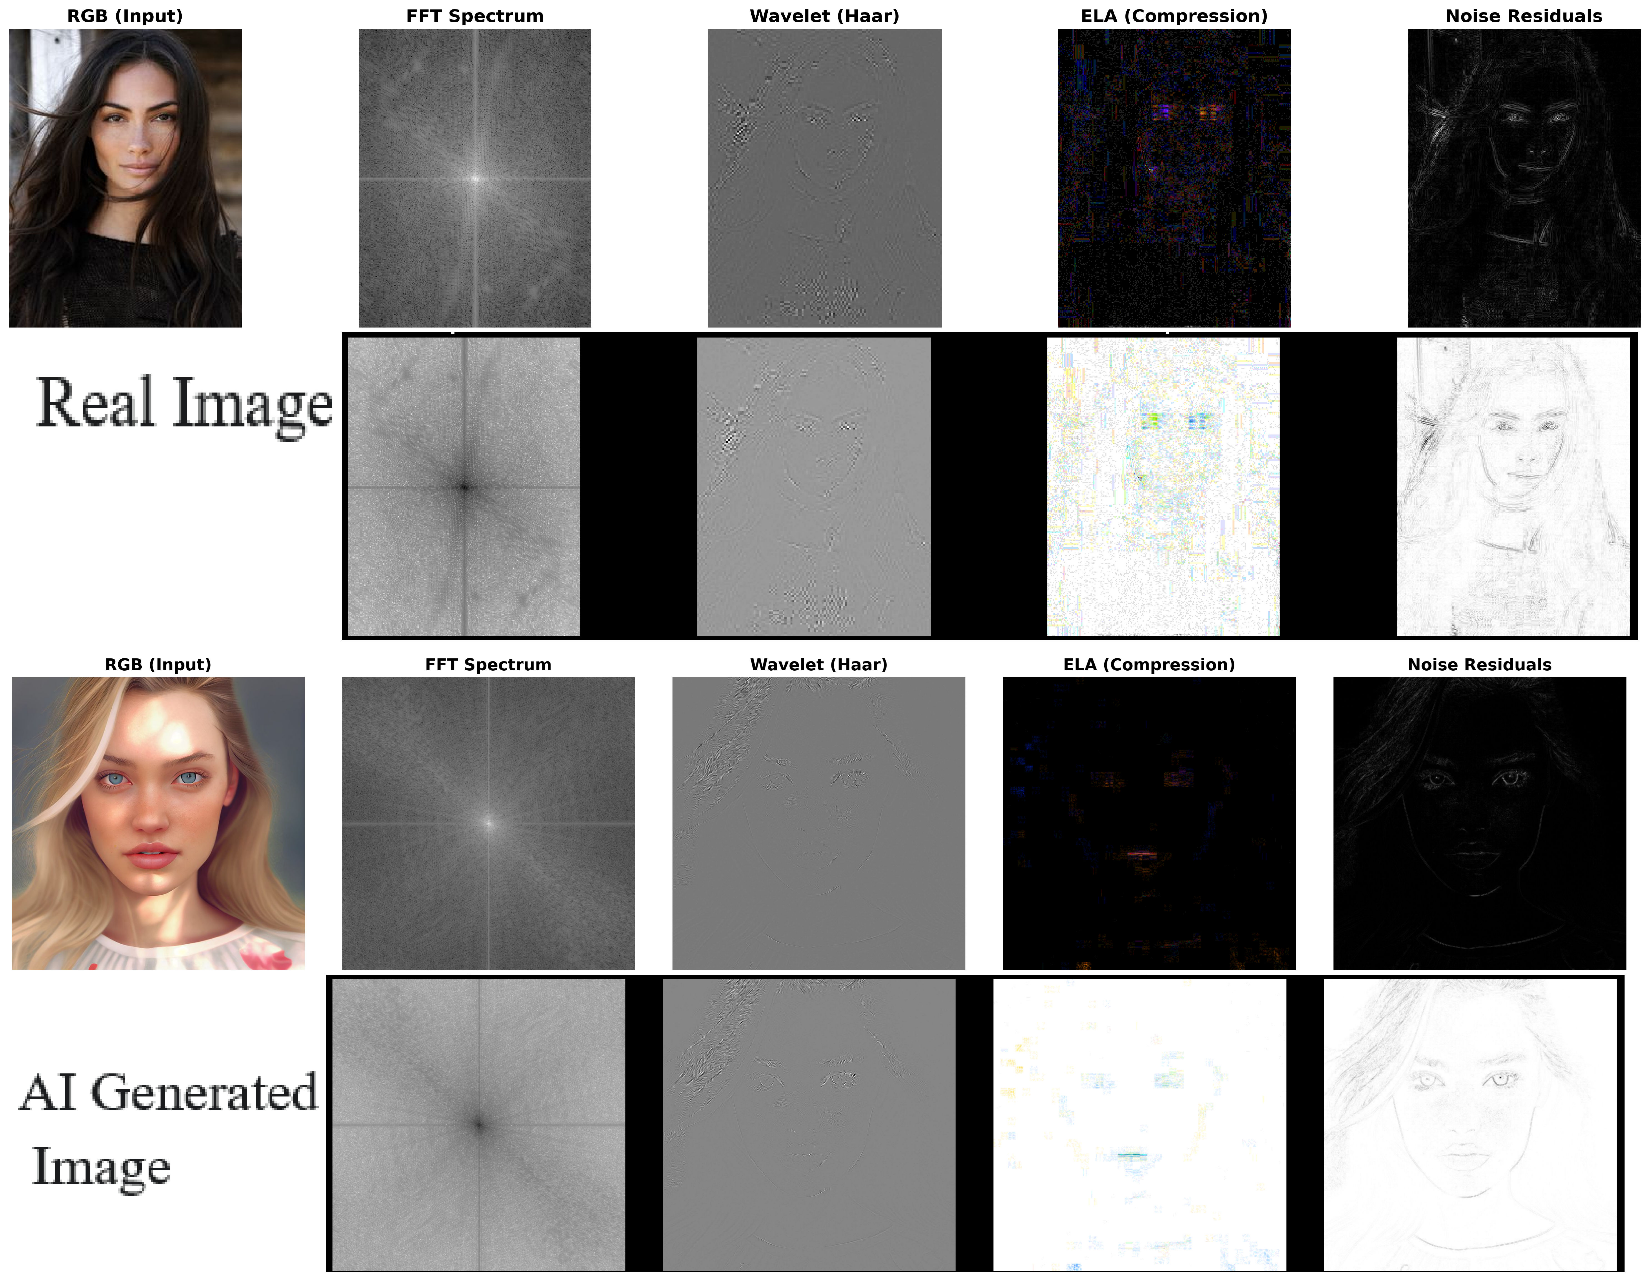 RGB (Input) FFT Spectrum Wavelet (Haar) ELA (Compression) Noise Residuals
Real Image
RGB (Input) FFT Spectrum Wavelet (Haar) ELA (Compression) Noise Residuals
AI Generated
Image